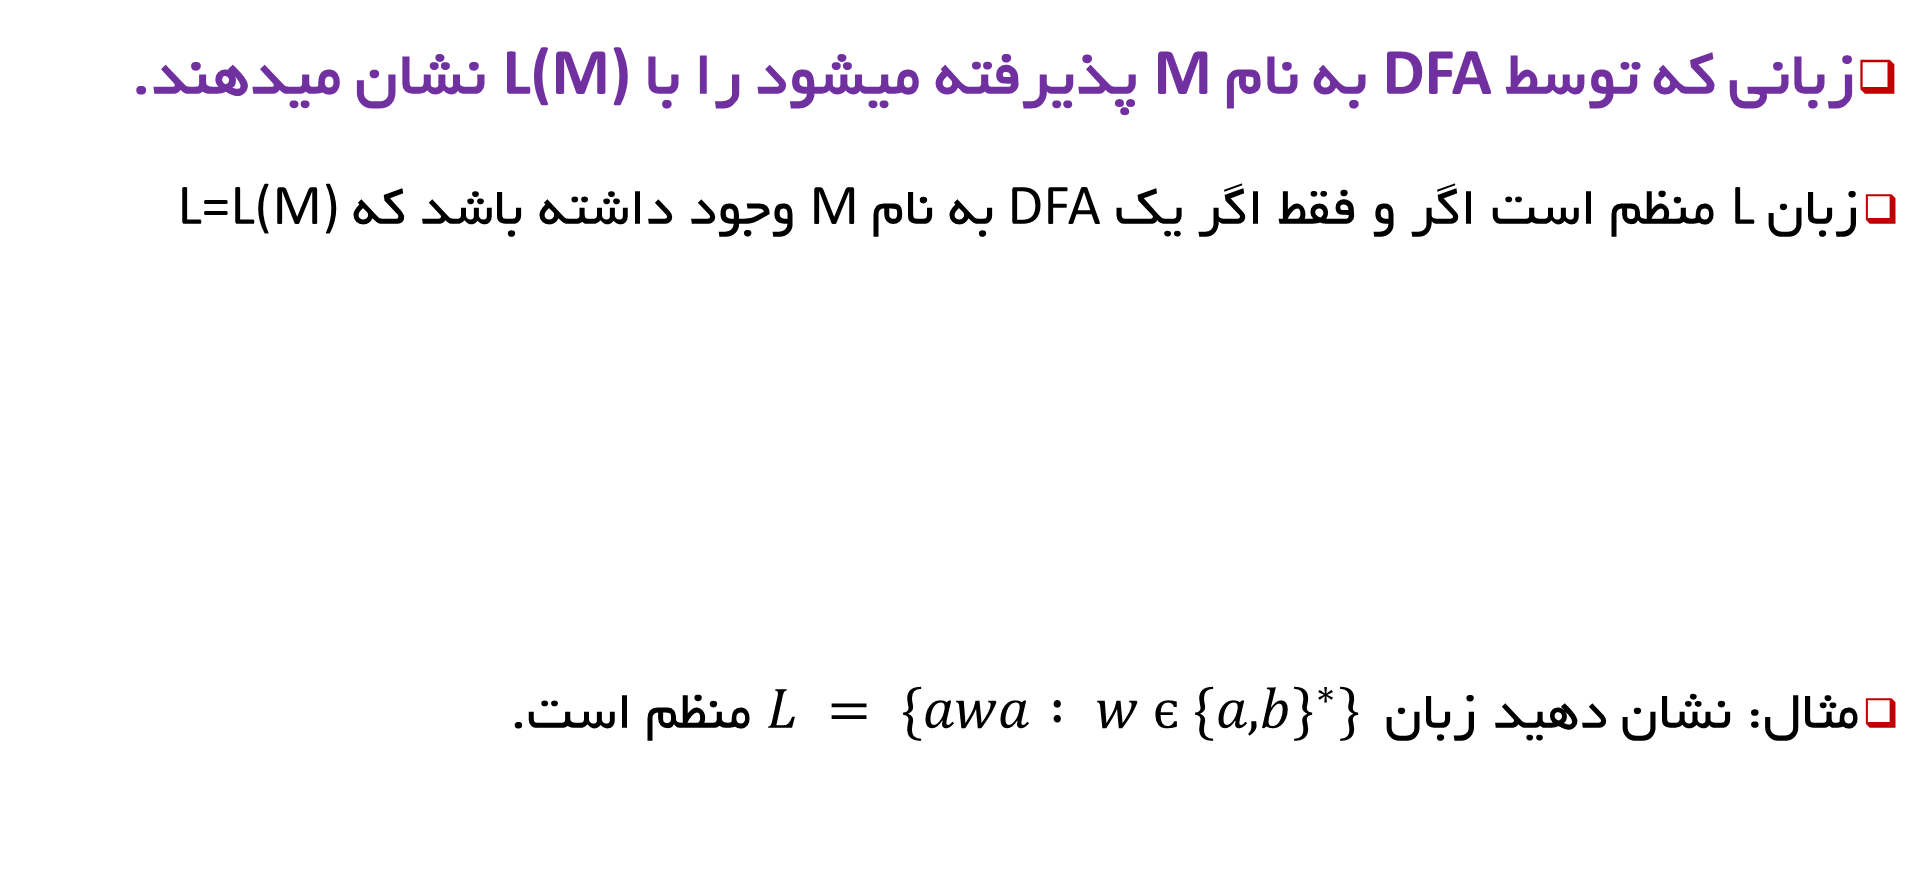 زبانی که توسط DFA به نام M پذیرفته میشود را با L(M) نشان میدهند.
زبان L منظم است اگر و فقط اگر یک DFA به نام M وجود داشته باشد که L=L(M)
مثال: نشان دهید زبان L = {awa : w ϵ {a,b}*} منظم است.